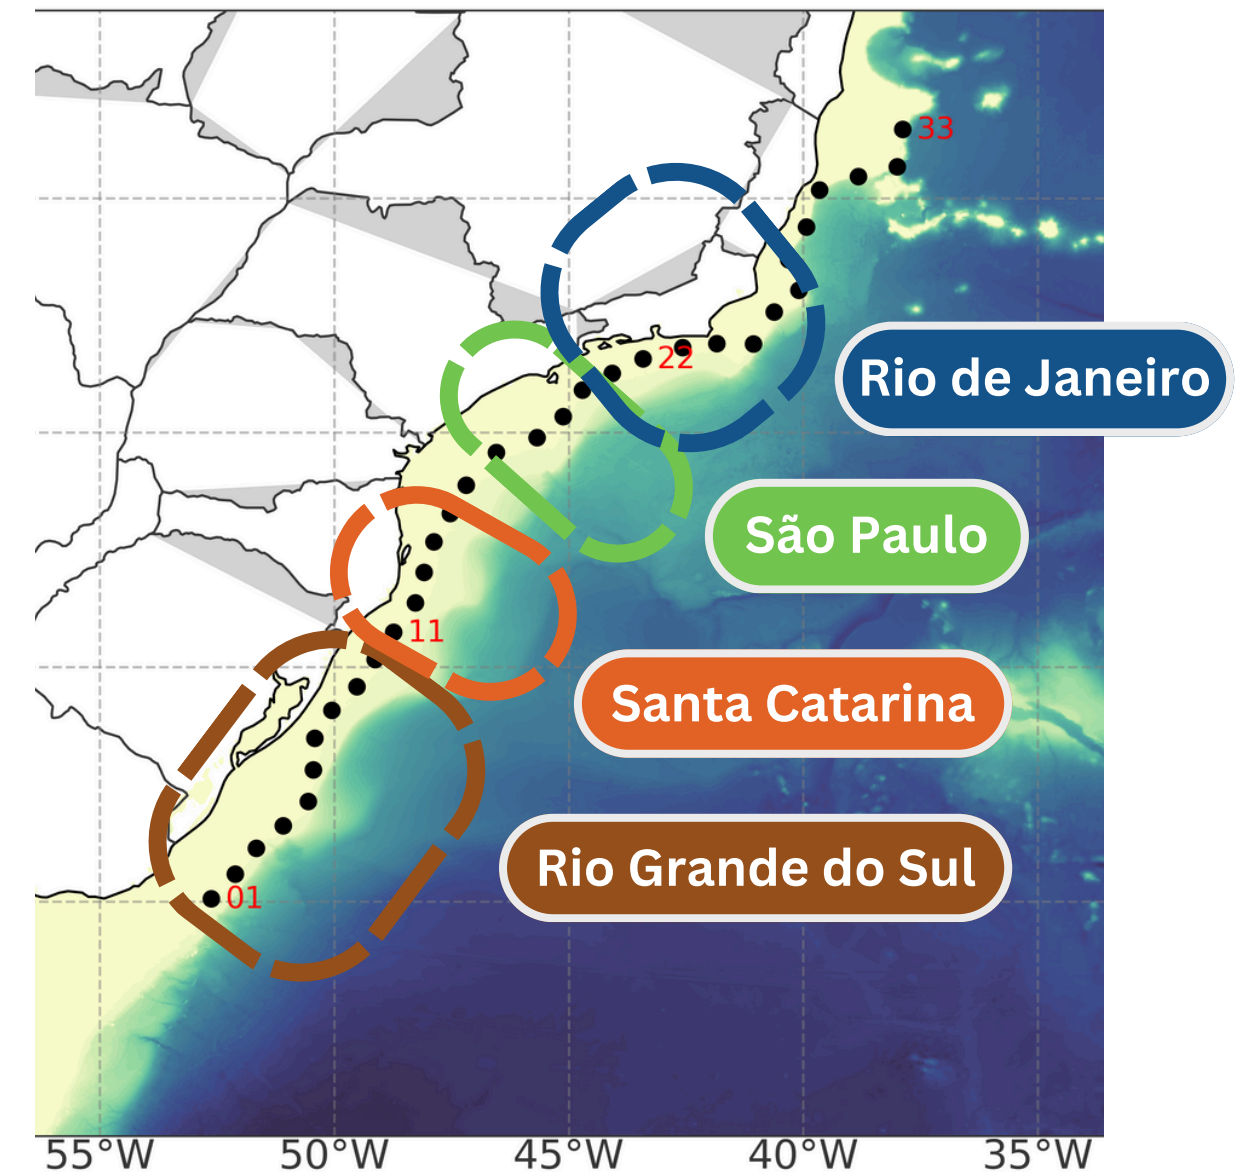 33
22
Rio de Janeiro
São Paulo
11
Santa Catarina
Rio Grande do Sul
01
55°W 50°W 45°W 40°W 35°W